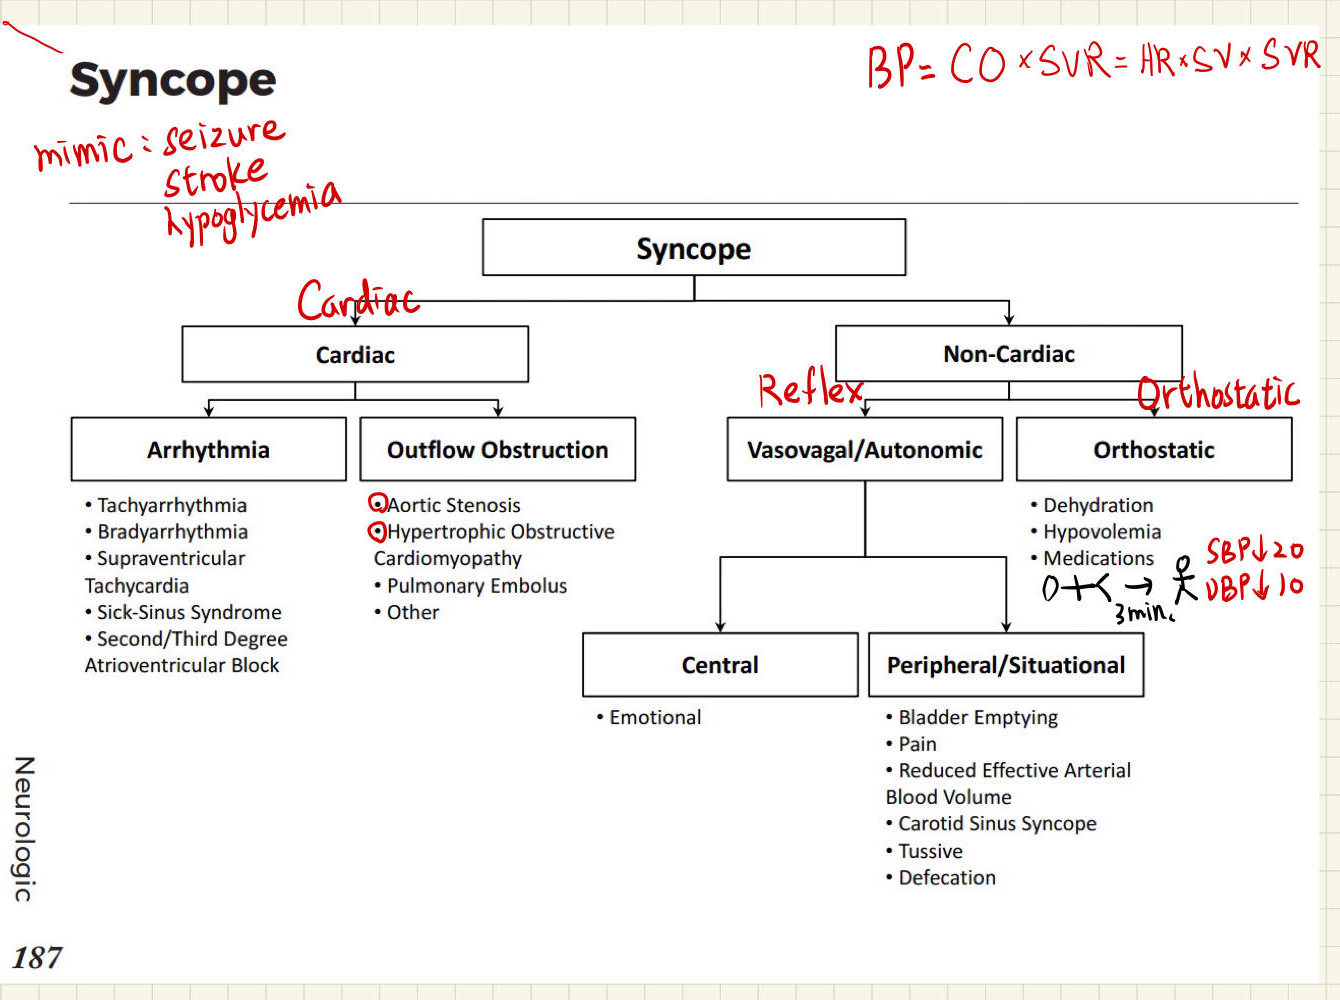 Syncope
BP = CO × SVR = HR × SV × SVR
mimic : seizure
stroke
hypoglycemia
Syncope
Cardiac
Cardiac
Non-Cardiac
Reflex
Orthostatic
Arrhythmia
• Tachyarrhythmia
• Bradyarrhythmia
• Supraventricular
Tachycardia
• Sick-Sinus Syndrome
• Second/Third Degree
Atrioventricular Block
Outflow Obstruction
• Aortic Stenosis
• Hypertrophic Obstructive
Cardiomyopathy
• Pulmonary Embolus
• Other
Vasovagal/Autonomic
Orthostatic
• Dehydration
• Hypovolemia
• Medications
SBP↓20
DBP↓10
→
3min.
Central
• Emotional
Peripheral/Situational
• Bladder Emptying
• Pain
• Reduced Effective Arterial
Blood Volume
• Carotid Sinus Syncope
• Tussive
• Defecation
Neurologic
187